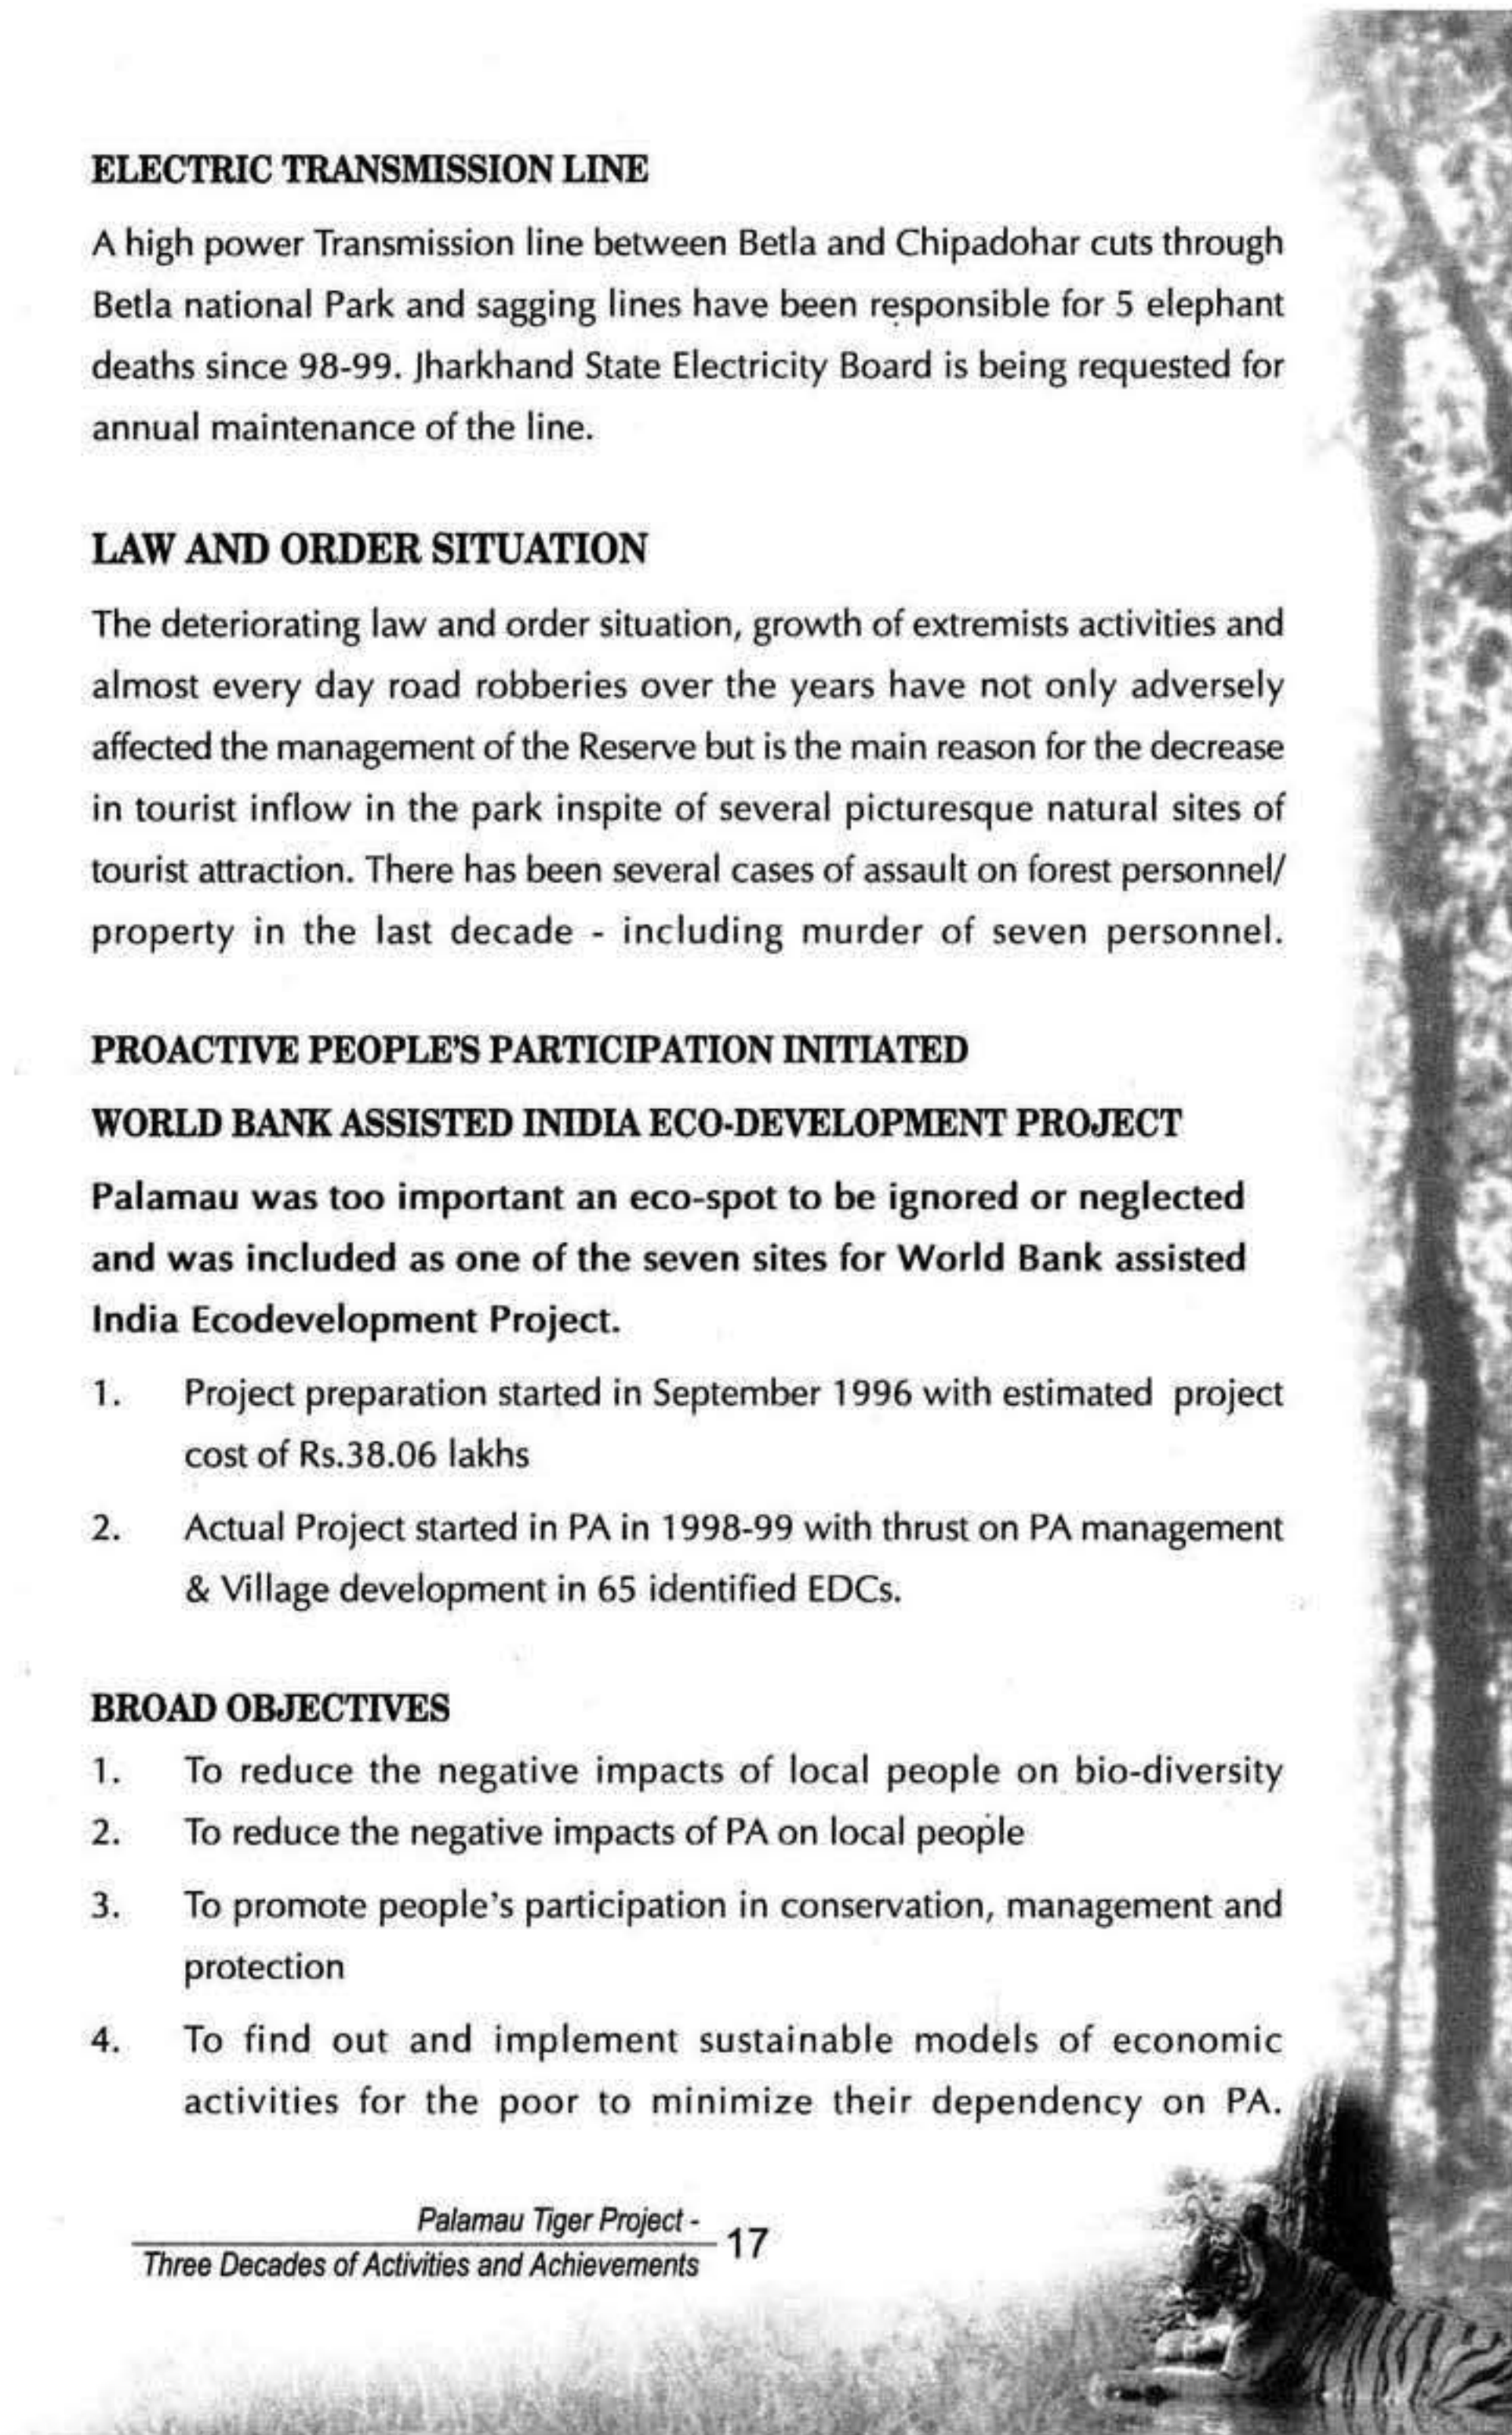 ELECTRIC TRANSMISSION LINE
A high power Transmission line between Betla and Chipadohar cuts through
Betla national Park and sagging lines have been responsible for 5 elephant
deaths since 98-99. Jharkhand State Electricity Board is being requested for
annual maintenance of the line.
LAW AND ORDER SITUATION
The deteriorating law and order situation, growth of extremists activities and
almost every day road robberies over the years have not only adversely
affected the management of the Reserve but is the main reason for the decrease
in tourist inflow in the park inspite of several picturesque natural sites of
tourist attraction. There has been several cases of assault on forest personnel/
property in the last decade - including murder of seven personnel.
PROACTIVE PEOPLE'S PARTICIPATION INITIATED
WORLD BANK ASSISTED INIDIA ECO-DEVELOPMENT PROJECT
Palamau was too important an eco-spot to be ignored or neglected
and was included as one of the seven sites for World Bank assisted
India Ecodevelopment Project.
1. Project preparation started in September 1996 with estimated project
cost of Rs.38.06 lakhs
2. Actual Project started in PA in 1998-99 with thrust on PA management
& Village development in 65 identified EDCs.
BROAD OBJECTIVES
1. To reduce the negative impacts of local people on bio-diversity
2. To reduce the negative impacts of PA on local people
3. To promote people's participation in conservation, management and
protection
4. To find out and implement sustainable models of economic
activities for the poor to minimize their dependency on PA.
Palamau Tiger Project -
Three Decades of Activities and Achievements 17